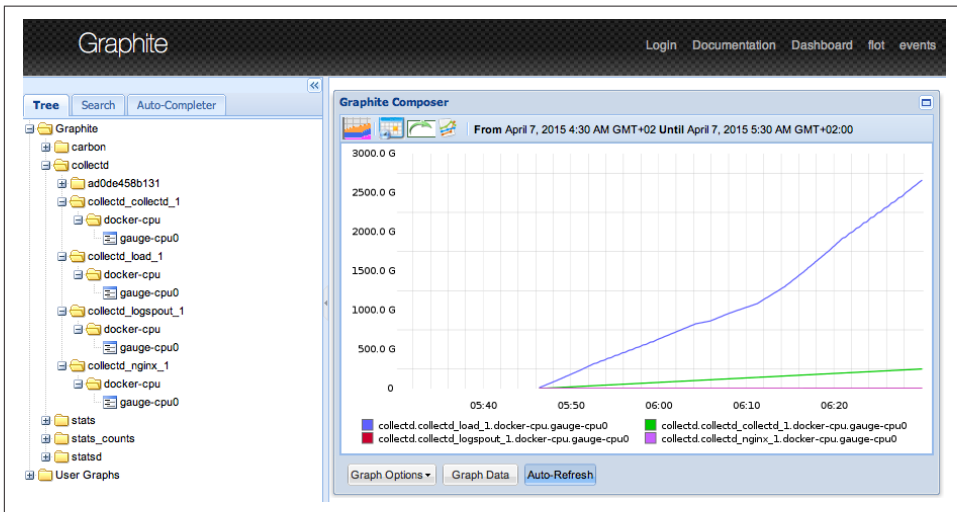 Graphite
Login Documentation Dashboard flot events
Tree Search Auto-Completer
Graphite
carbon
collectd
ad0de458b131
collectd_collectd_1
docker-cpu
gauge-cpu0
collectd_load_1
docker-cpu
gauge-cpu0
collectd_logspout_1
docker-cpu
gauge-cpu0
collectd_nginx_1
docker-cpu
gauge-cpu0
stats
stats_counts
statsd
User Graphs
Graphite Composer
From April 7, 2015 4:30 AM GMT+02 Until April 7, 2015 5:30 AM GMT+02:00
3000.0 G
2500.0 G
2000.0 G
1500.0 G
1000.0 G
500.0 G
0
05:40 05:50 06:00 06:10 06:20
collectd.collectd_load_1.docker-cpu.gauge-cpu0 collectd.collectd_collectd_1.docker-cpu.gauge-cpu0
collectd.collectd_logspout_1.docker-cpu.gauge-cpu0 collectd.collectd_nginx_1.docker-cpu.gauge-cpu0
Graph Options Graph Data Auto-Refresh